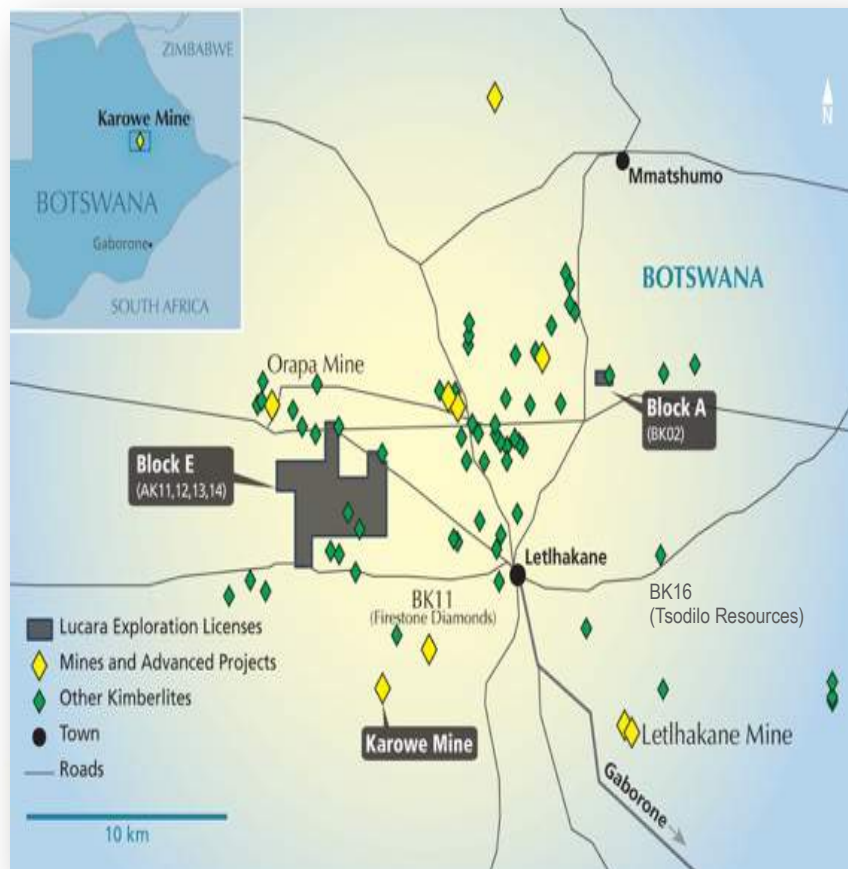 ZIMBABWE
Karowe Mine
BOTSWANA
Gaborone
SOUTH AFRICA
N
Mmatshumo
BOTSWANA
Orapa Mine
Block A
(BK02)
Block E
(AK11,12,13,14)
Letlhakane
BK11
(Firestone Diamonds)
BK16
(Tsodilo Resources)
Lucara Exploration Licenses
Mines and Advanced Projects
Other Kimberlites
Town
Roads
Karowe Mine
Letlhakane Mine
Gaborone
10 km